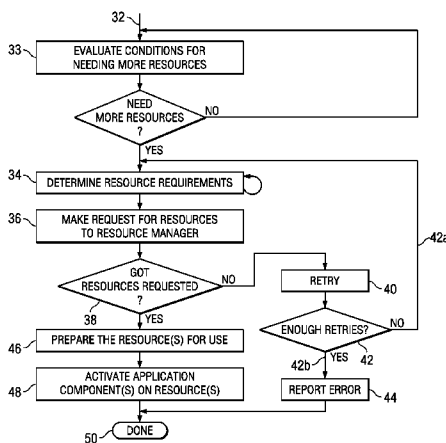 32
33
EVALUATE CONDITIONS FOR
NEEDING MORE RESOURCES
NEED
MORE RESOURCES
?
NO
YES
34
DETERMINE RESOURCE REQUIREMENTS
36
MAKE REQUEST FOR RESOURCES
TO RESOURCE MANAGER
42a
GOT
RESOURCES REQUESTED
?
NO
38
YES
RETRY
40
ENOUGH RETRIES?
NO
42
42b
YES
46
PREPARE THE RESOURCE(S) FOR USE
48
ACTIVATE APPLICATION
COMPONENT(S) ON RESOURCE(S)
REPORT ERROR
44
50
DONE